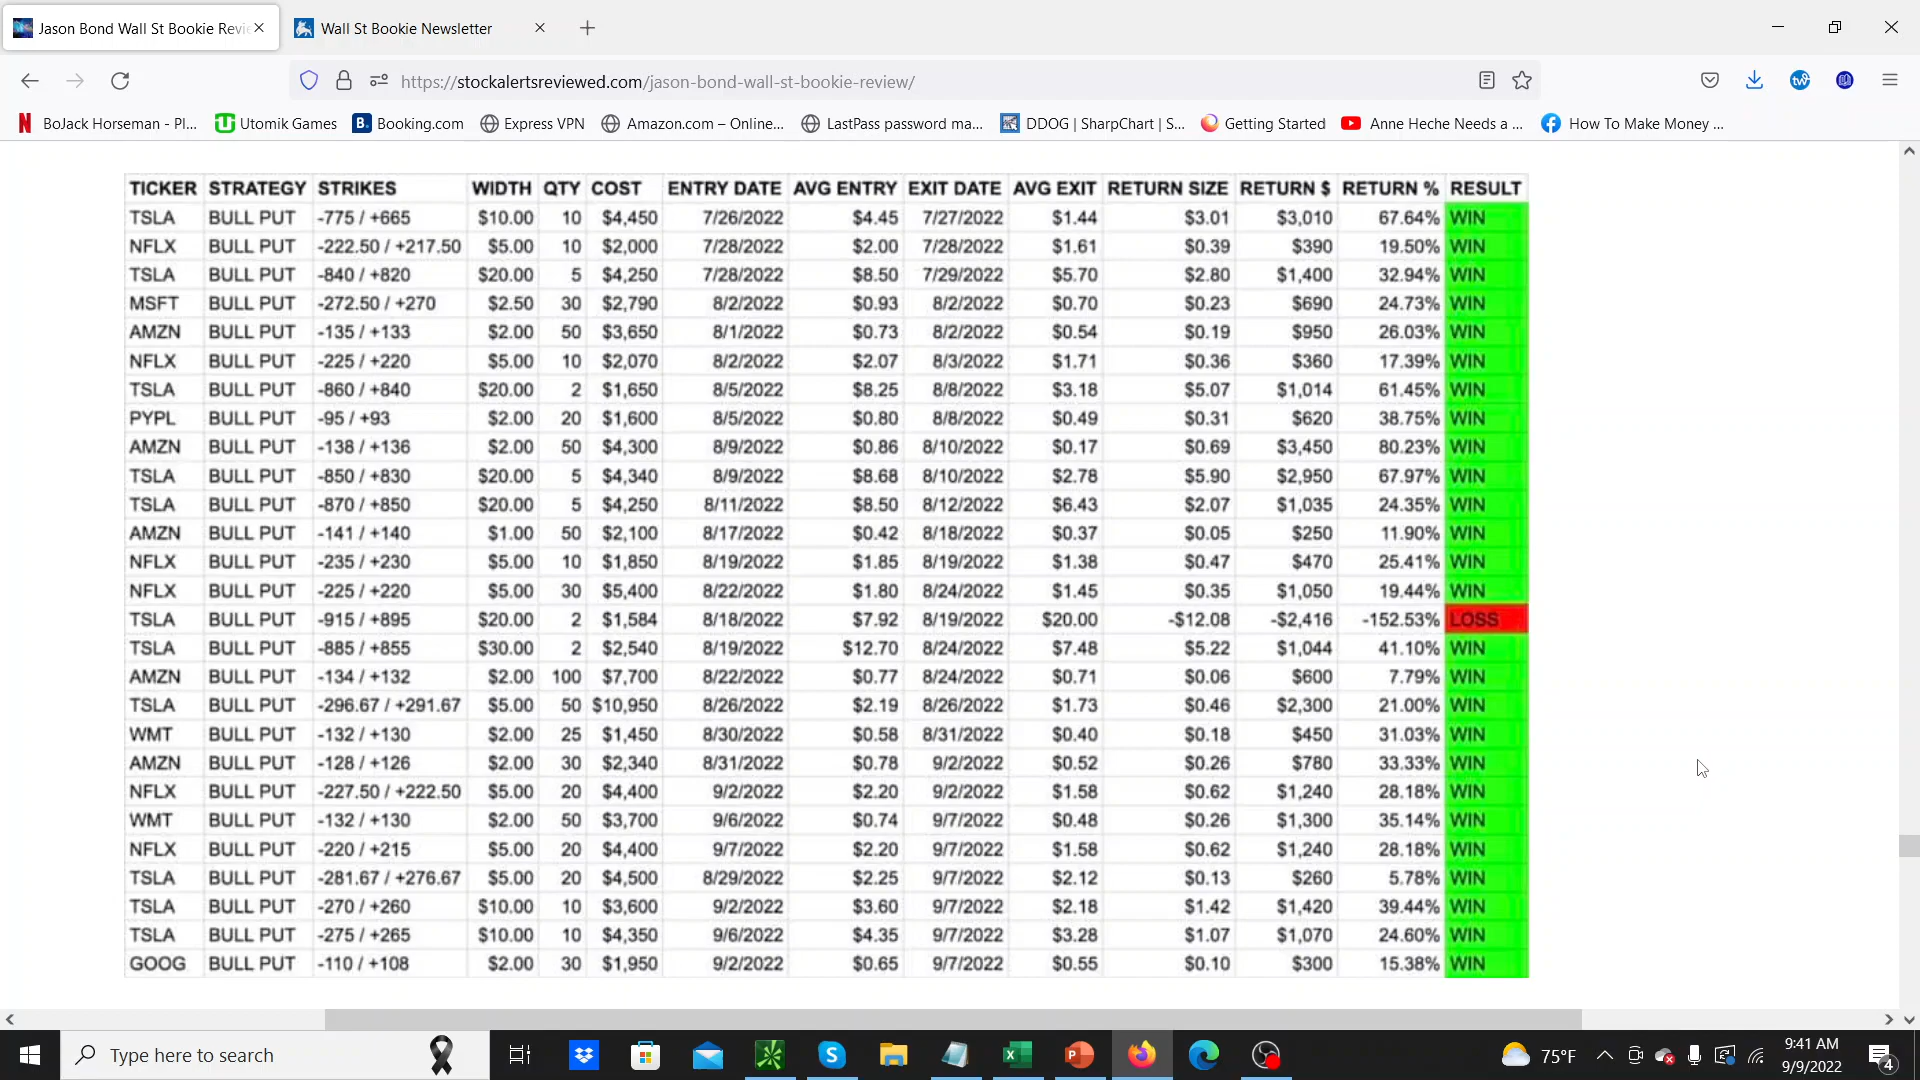 Jason Bond Wall St Bookie Revie
Wall St Bookie Newsletter
https://stockalertsreviewed.com/jason-bond-wall-st-bookie-review/
BoJack Horseman - Pl... Utomik Games Booking.com Express VPN Amazon.com – Online... LastPass password ma... DDOG | SharpChart | S... Getting Started Anne Heche Needs a ... How To Make Money ...
TICKER STRATEGY STRIKES WIDTH QTY COST ENTRY DATE AVG ENTRY EXIT DATE AVG EXIT RETURN SIZE RETURN $ RETURN % RESULT
TSLA BULL PUT -775 / +665 $10.00 10 $4,450 7/26/2022 $4.45 7/27/2022 $1.44 $3.01 $3,010 67.64% WIN
NFLX BULL PUT -222.50 / +217.50 $5.00 10 $2,000 7/28/2022 $2.00 7/28/2022 $1.61 $0.39 $390 19.50% WIN
TSLA BULL PUT -840 / +820 $20.00 5 $4,250 7/28/2022 $8.50 7/29/2022 $5.70 $2.80 $1,400 32.94% WIN
MSFT BULL PUT -272.50 / +270 $2.50 30 $2,790 8/2/2022 $0.93 8/2/2022 $0.70 $0.23 $690 24.73% WIN
AMZN BULL PUT -135 / +133 $2.00 50 $3,650 8/1/2022 $0.73 8/2/2022 $0.54 $0.19 $950 26.03% WIN
NFLX BULL PUT -225 / +220 $5.00 10 $2,070 8/2/2022 $2.07 8/3/2022 $1.71 $0.36 $360 17.39% WIN
TSLA BULL PUT -860 / +840 $20.00 2 $1,650 8/5/2022 $8.25 8/8/2022 $3.18 $5.07 $1,014 61.45% WIN
PYPL BULL PUT -95 / +93 $2.00 20 $1,600 8/5/2022 $0.80 8/8/2022 $0.49 $0.31 $620 38.75% WIN
AMZN BULL PUT -138 / +136 $2.00 50 $4,300 8/9/2022 $0.86 8/10/2022 $0.17 $0.69 $3,450 80.23% WIN
TSLA BULL PUT -850 / +830 $20.00 5 $4,340 8/9/2022 $8.68 8/10/2022 $2.78 $5.90 $2,950 67.97% WIN
TSLA BULL PUT -870 / +850 $20.00 5 $4,250 8/11/2022 $8.50 8/12/2022 $6.43 $2.07 $1,035 24.35% WIN
AMZN BULL PUT -141 / +140 $1.00 50 $2,100 8/17/2022 $0.42 8/18/2022 $0.37 $0.05 $250 11.90% WIN
NFLX BULL PUT -235 / +230 $5.00 10 $1,850 8/19/2022 $1.85 8/19/2022 $1.38 $0.47 $470 25.41% WIN
NFLX BULL PUT -225 / +220 $5.00 30 $5,400 8/22/2022 $1.80 8/24/2022 $1.45 $0.35 $1,050 19.44% WIN
TSLA BULL PUT -915 / +895 $20.00 2 $1,584 8/18/2022 $7.92 8/19/2022 $20.00 -$12.08 -$2,416 -152.53% LOSS
TSLA BULL PUT -885 / +855 $30.00 2 $2,540 8/19/2022 $12.70 8/24/2022 $7.48 $5.22 $1,044 41.10% WIN
AMZN BULL PUT -134 / +132 $2.00 100 $7,700 8/22/2022 $0.77 8/24/2022 $0.71 $0.06 $600 7.79% WIN
TSLA BULL PUT -296.67 / +291.67 $5.00 50 $10,950 8/26/2022 $2.19 8/26/2022 $1.73 $0.46 $2,300 21.00% WIN
WMT BULL PUT -132 / +130 $2.00 25 $1,450 8/30/2022 $0.58 8/31/2022 $0.40 $0.18 $450 31.03% WIN
AMZN BULL PUT -128 / +126 $2.00 30 $2,340 8/31/2022 $0.78 9/2/2022 $0.52 $0.26 $780 33.33% WIN
NFLX BULL PUT -227.50 / +222.50 $5.00 20 $4,400 9/2/2022 $2.20 9/2/2022 $1.58 $0.62 $1,240 28.18% WIN
WMT BULL PUT -132 / +130 $2.00 50 $3,700 9/6/2022 $0.74 9/7/2022 $0.48 $0.26 $1,300 35.14% WIN
NFLX BULL PUT -220 / +215 $5.00 20 $4,400 9/7/2022 $2.20 9/7/2022 $1.58 $0.62 $1,240 28.18% WIN
TSLA BULL PUT -281.67 / +276.67 $5.00 20 $4,500 8/29/2022 $2.25 9/7/2022 $2.12 $0.13 $260 5.78% WIN
TSLA BULL PUT -270 / +260 $10.00 10 $3,600 9/2/2022 $3.60 9/7/2022 $2.18 $1.42 $1,420 39.44% WIN
TSLA BULL PUT -275 / +265 $10.00 10 $4,350 9/6/2022 $4.35 9/7/2022 $3.28 $1.07 $1,070 24.60% WIN
GOOG BULL PUT -110 / +108 $2.00 30 $1,950 9/2/2022 $0.65 9/7/2022 $0.55 $0.10 $300 15.38% WIN
Type here to search
75°F
9:41 AM
9/9/2022
4